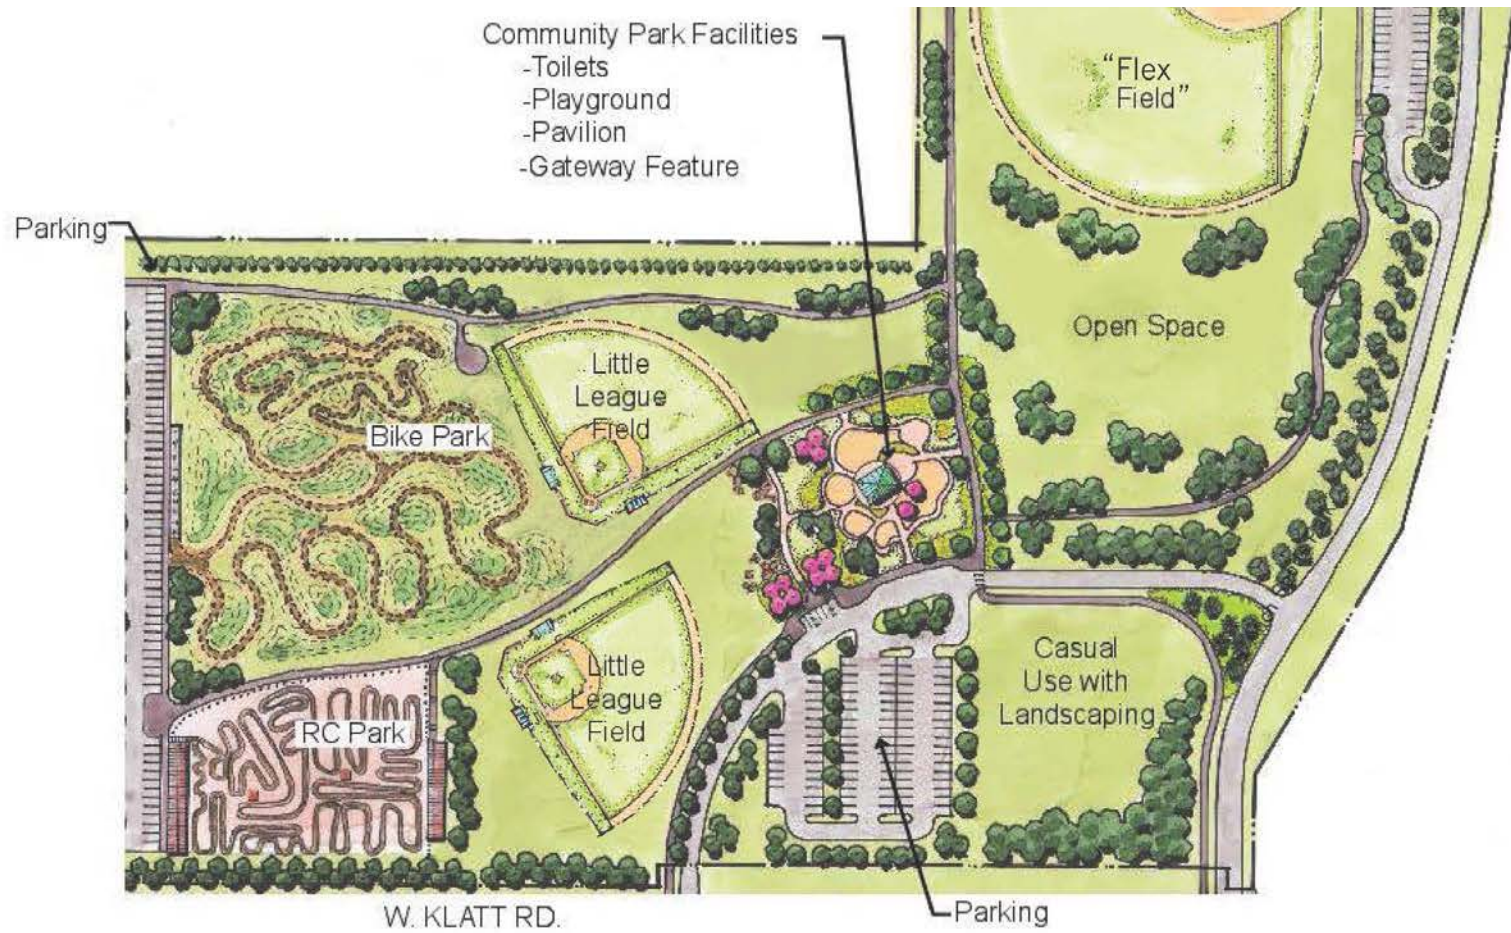 Community Park Facilities
-Toilets
-Playground
-Pavilion
-Gateway Feature
"Flex
Field"
Parking
Open Space
Little
League
Field
Bike Park
Casual
Use with
Landscaping
Little
League
Field
RC Park
W. KLATT RD.
Parking